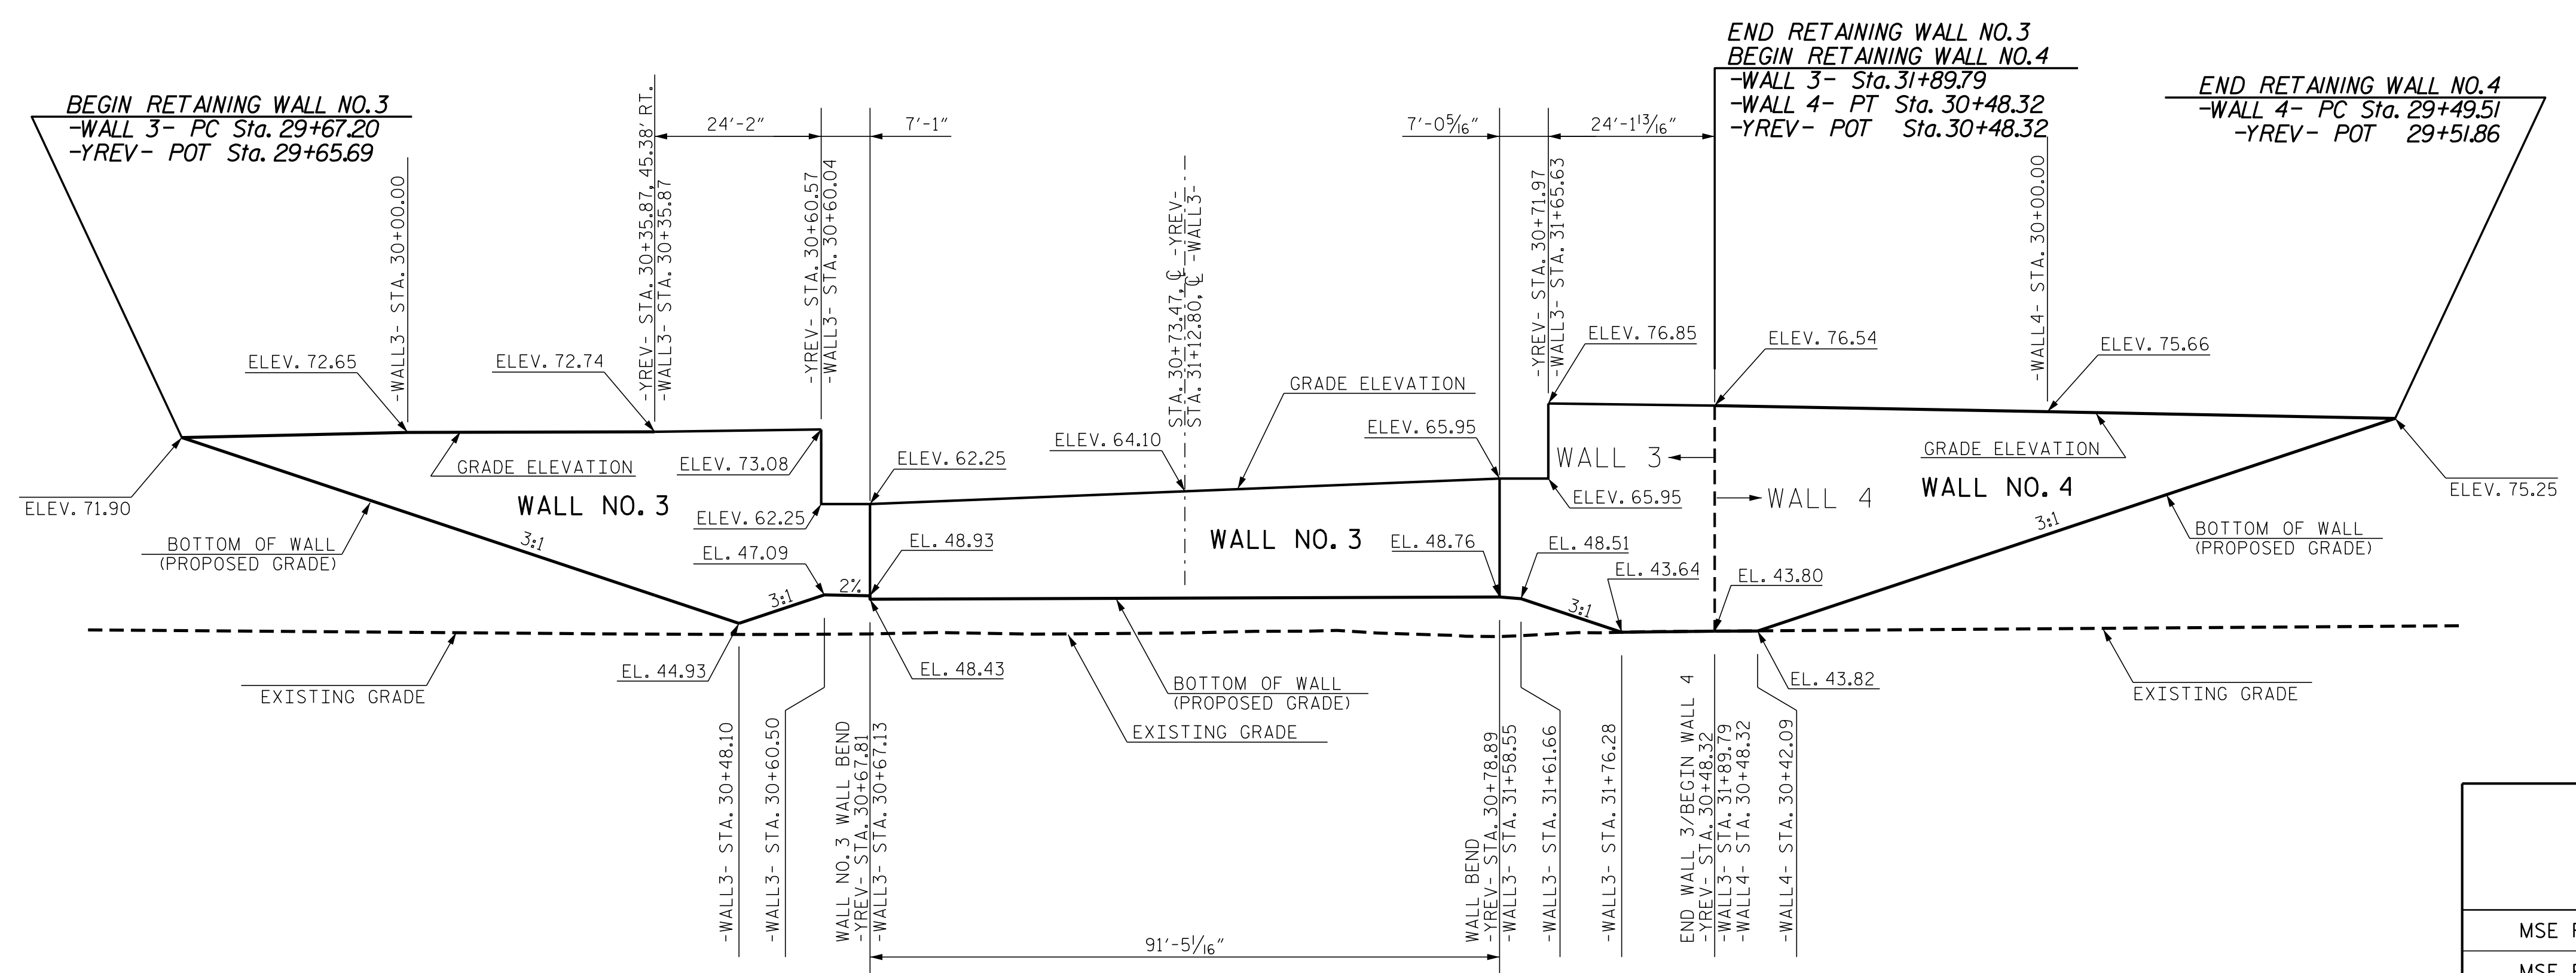 BEGIN RETAINING WALL NO.3
-WALL 3- PC Sta. 29+67.20
-YREV- POT Sta. 29+65.69
END RETAINING WALL NO.3
BEGIN RETAINING WALL NO.4
-WALL 3- Sta.31+89.79
-WALL 4- PT Sta. 30+48.32
-YREV- POT Sta.30+48.32
END RETAINING WALL NO.4
-WALL 4- PC Sta. 29+49.51
-YREV- POT 29+51.86
24'-2"
7'-1"
7'-0 5/16"
24'-1 13/16"
-WALL3- STA. 30+00.00
-YREV- STA. 30+35.87, 45.38' RT.
-WALL3- STA. 30+35.87
-YREV- STA. 30+60.57
-WALL3- STA. 30+60.04
STA. 30+73.47, ℄ -YREV-
STA. 31+12.80, ℄ -WALL3-
-YREV- STA. 30+71.97
-WALL3- STA. 31+65.63
-WALL4- STA. 30+00.00
ELEV. 72.65
ELEV. 72.74
ELEV. 76.85
ELEV. 76.54
ELEV. 75.66
GRADE ELEVATION
ELEV. 64.10
ELEV. 65.95
GRADE ELEVATION
ELEV. 73.08
ELEV. 62.25
WALL 3
GRADE ELEVATION
ELEV. 71.90
WALL NO. 3
ELEV. 62.25
ELEV. 65.95
WALL 4
WALL NO. 4
ELEV. 75.25
BOTTOM OF WALL
(PROPOSED GRADE)
3:1
EL. 47.09
EL. 48.93
WALL NO. 3
EL. 48.76
EL. 48.51
3:1
BOTTOM OF WALL
(PROPOSED GRADE)
3:1
2%
EL. 43.64
EL. 43.80
3:1
EXISTING GRADE
EL. 44.93
EL. 48.43
BOTTOM OF WALL
(PROPOSED GRADE)
EXISTING GRADE
EL. 43.82
EXISTING GRADE
-WALL3- STA. 30+48.10
-WALL3- STA. 30+60.50
WALL NO.3 WALL BEND
-YREV- STA. 30+67.81
-WALL3- STA. 30+67.13
WALL BEND
-YREV- STA. 30+78.89
-WALL3- STA. 31+58.55
-WALL3- STA. 31+61.66
-WALL3- STA. 31+76.28
END WALL 3/BEGIN WALL 4
-YREV- STA. 30+48.32
-WALL3- STA. 31+89.79
-WALL4- STA. 30+48.32
-WALL4- STA. 30+42.09
91'-5 1/16"
MSE
MSE